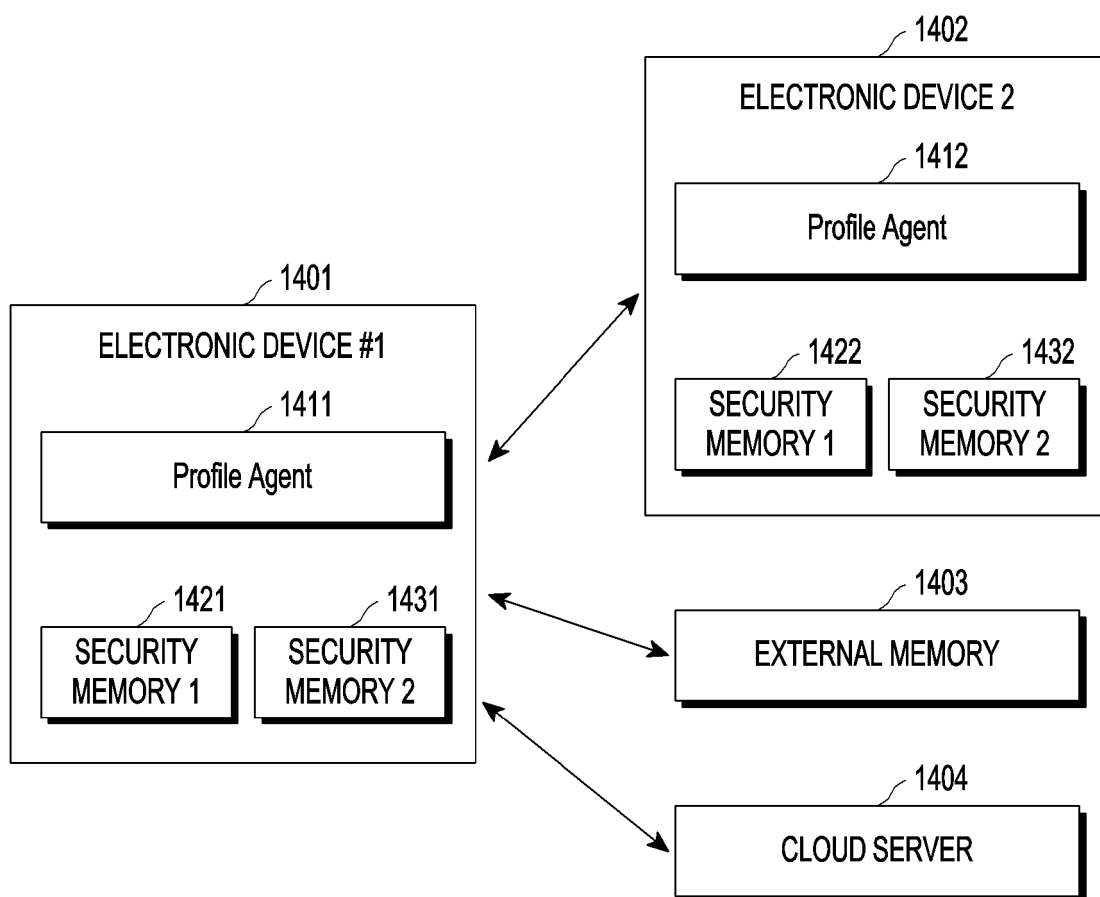 1402
ELECTRONIC DEVICE 2
1412
Profile Agent
1422
1432
SECURITY
MEMORY 1
SECURITY
MEMORY 2
1401
ELECTRONIC DEVICE #1
1411
Profile Agent
1421
1431
SECURITY
MEMORY 1
SECURITY
MEMORY 2
1403
EXTERNAL MEMORY
1404
CLOUD SERVER